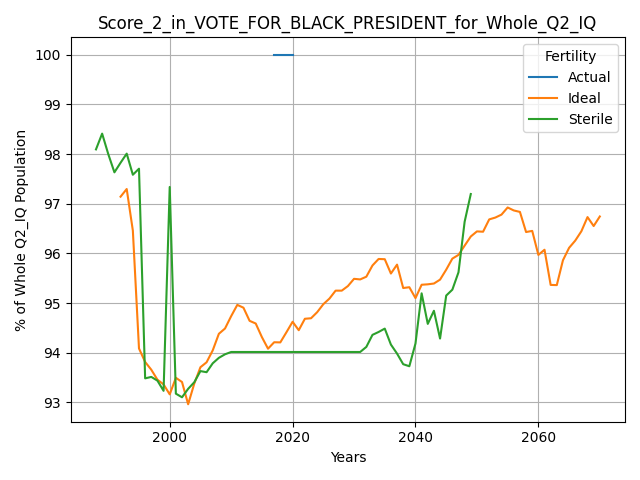 Score_2_in_VOTE_FOR_BLACK_PRESIDENT_for_Whole_Q2_IQ
Fertility
Actual
Ideal
Sterile
% of Whole Q2_IQ Population
100
99
98
97
96
95
94
93
2000 2020 2040 2060
Years